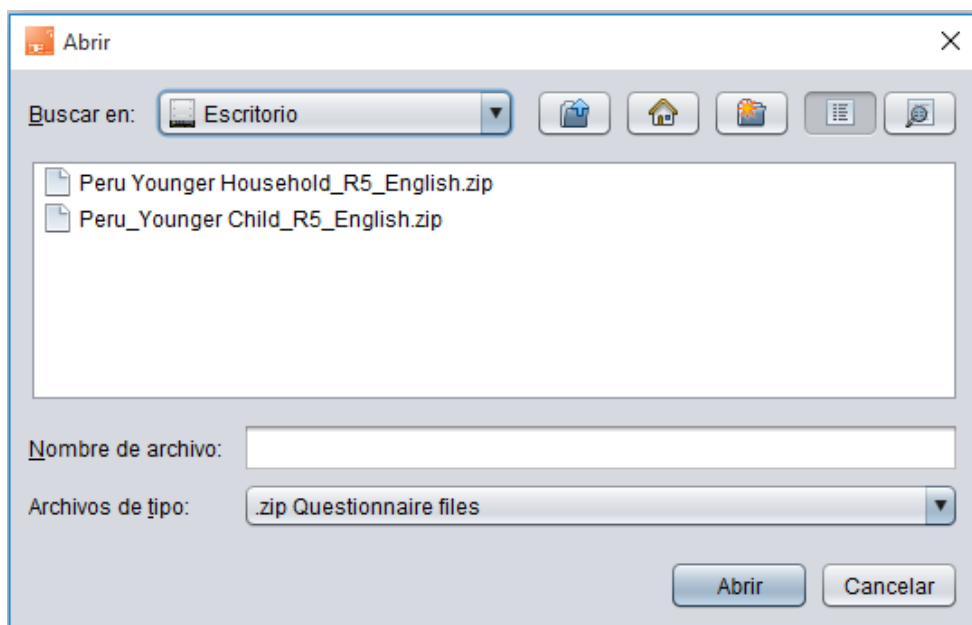 Abrir
Buscar en: Escritorio
Peru Younger Household_R5_English.zip
Peru_Younger Child_R5_English.zip
Nombre de archivo:
Archivos de tipo: .zip Questionnaire files
Abrir Cancelar